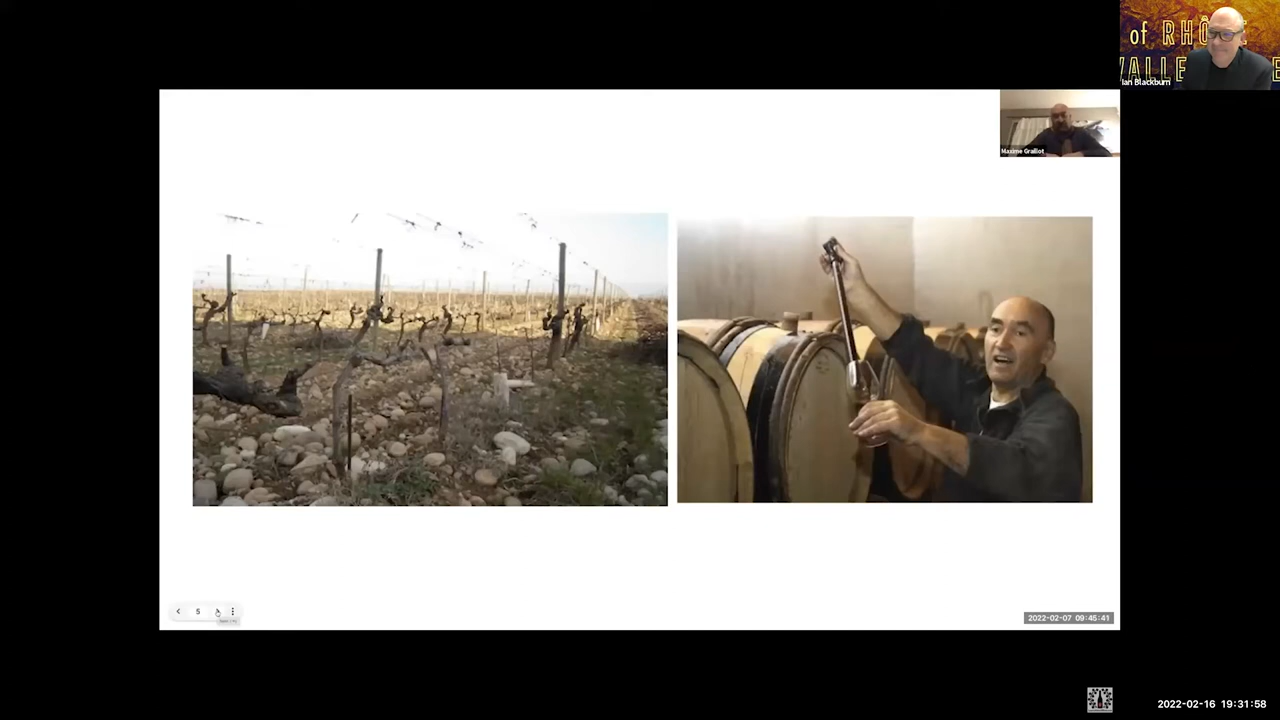 of RHÔNE
VALLE
Ian Blackburn
Maxime Graillot
5
2022-02-07 09:45:41
2022-02-16 19:31:58